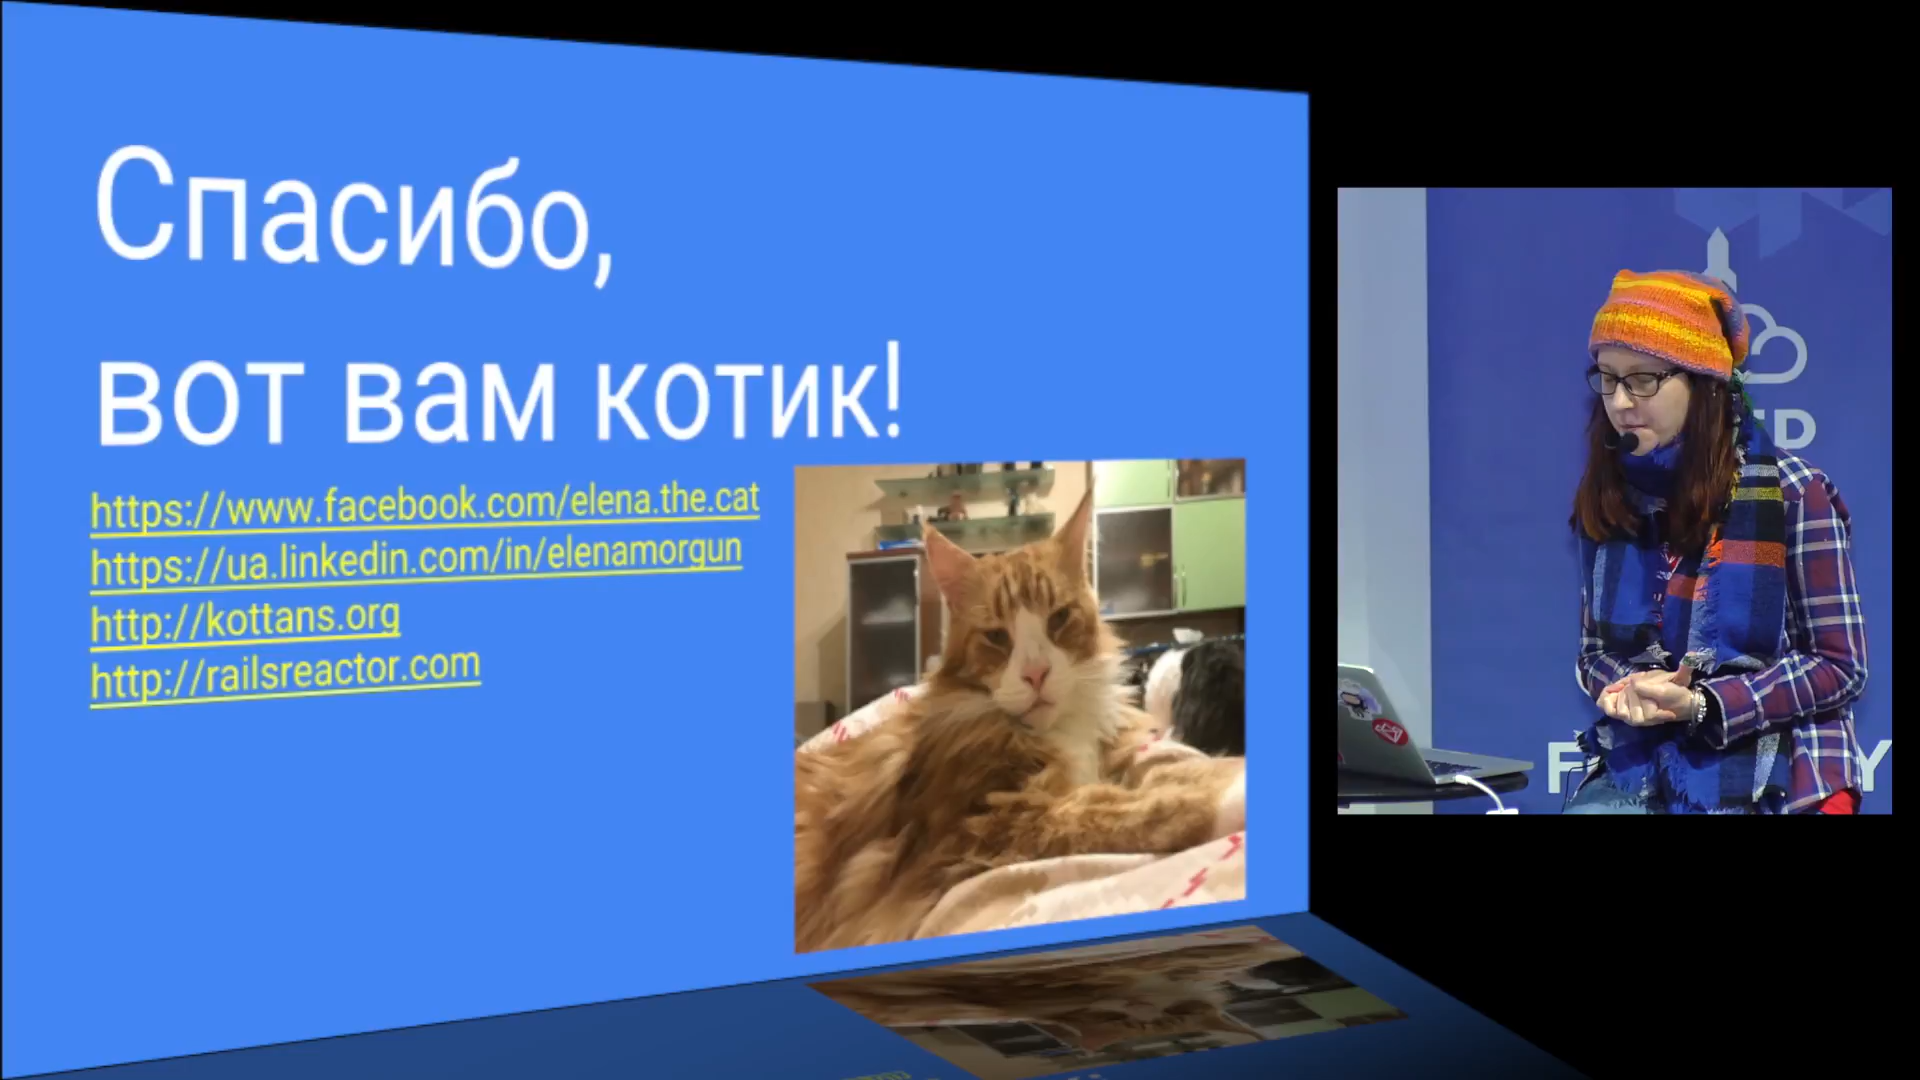 Спасибо,
вот вам котик!
https://www.facebook.com/elena.the.cat
https://ua.linkedin.com/in/elenamorgun
http://kottans.org
http://railsreactor.com